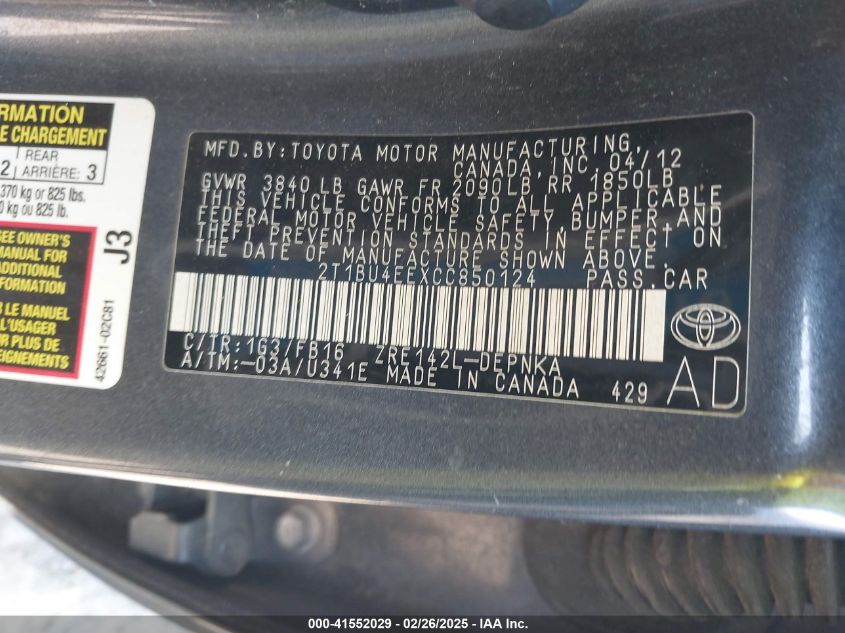 RMATION
E CHARGEMENT
2 REAR ARRIÈRE: 3
370 kg or 825 lbs.
0 kg ou 825 lb.
SEE OWNER'S
MANUAL FOR
ADDITIONAL
INFORMATION
R LE MANUEL
L'USAGER
UR PLUS DE
SEIGNEMENTS
J3
42661-02C81
MFD. BY: TOYOTA MOTOR MANUFACTURING,
CANADA, INC. 04/12
GVWR 3840 LB GAWR FR 2090LB RR 1850LB
THIS VEHICLE CONFORMS TO ALL APPLICABLE
FEDERAL MOTOR VEHICLE SAFETY, BUMPER, AND
THEFT PREVENTION STANDARDS IN EFFECT ON
THE DATE OF MANUFACTURE SHOWN ABOVE.
2T1BU4EEXCC850124 PASS.CAR
C/TR:1G3/FB16 ZRE142L-DEPNKA
A/TM:-03A/U341E MADE IN CANADA 429
AD
000-41552029 - 02/26/2025 - IAA Inc.